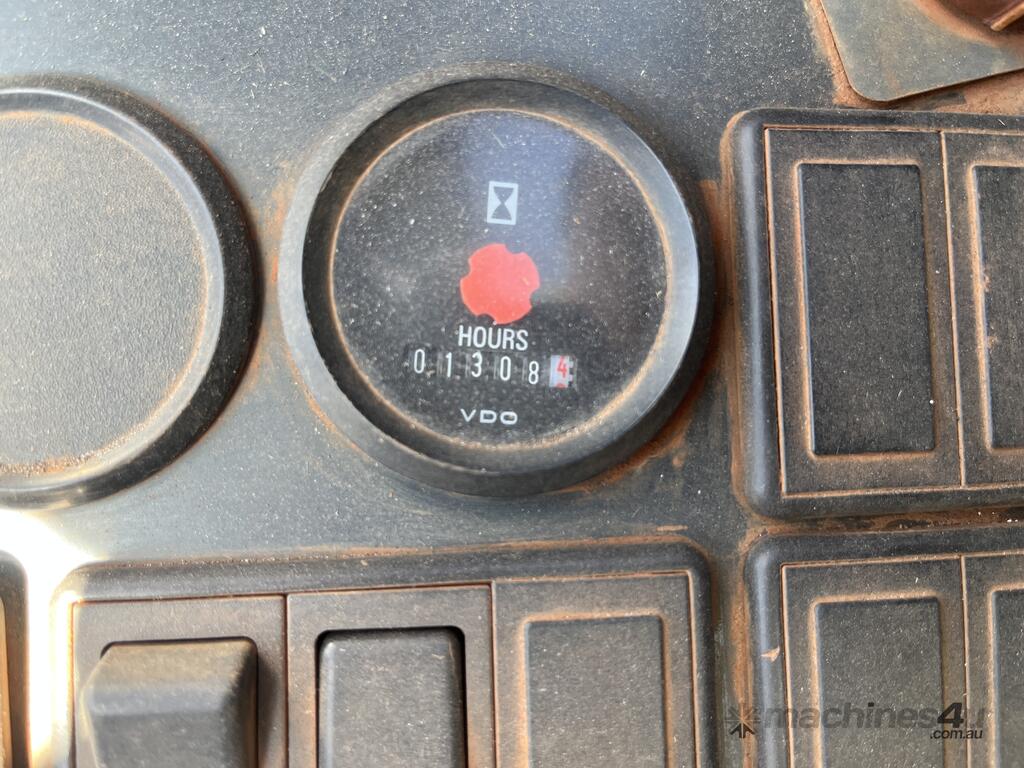 HOURS
013084
VDO
machines4u
.com.au